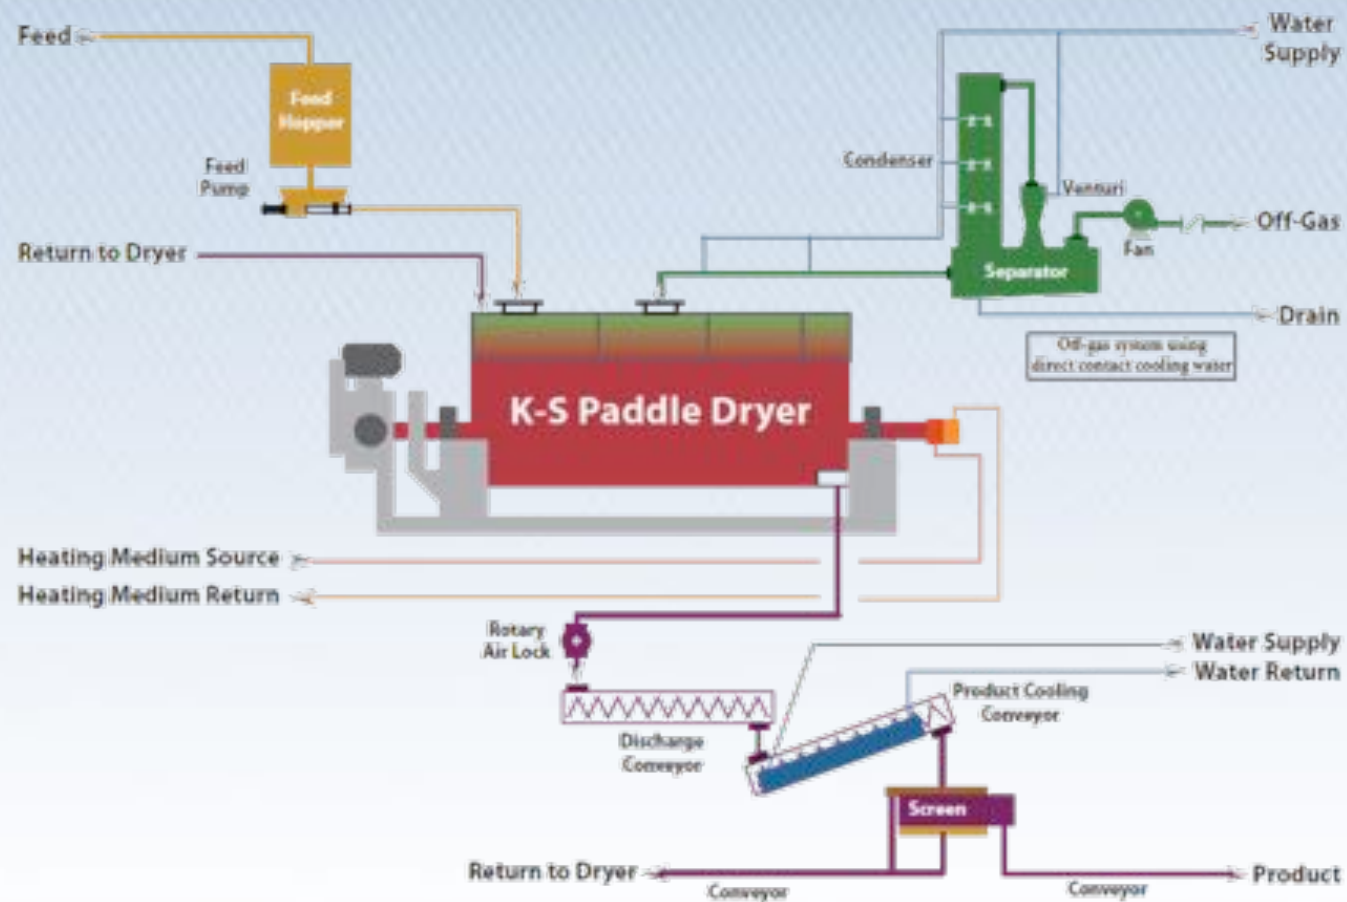 Feed
Water
Supply
Feed
Hopper
Feed
Pump
Condenser
Venturi
Off-Gas
Fan
Return to Dryer
Separator
Drain
Off-gas system using
direct contact cooling water
K-S Paddle Dryer
Heating Medium Source
Heating Medium Return
Rotary
Air Lock
Water Supply
Water Return
Product Cooling
Conveyor
Discharge
Conveyor
Screen
Return to Dryer
Conveyor
Conveyor
Product